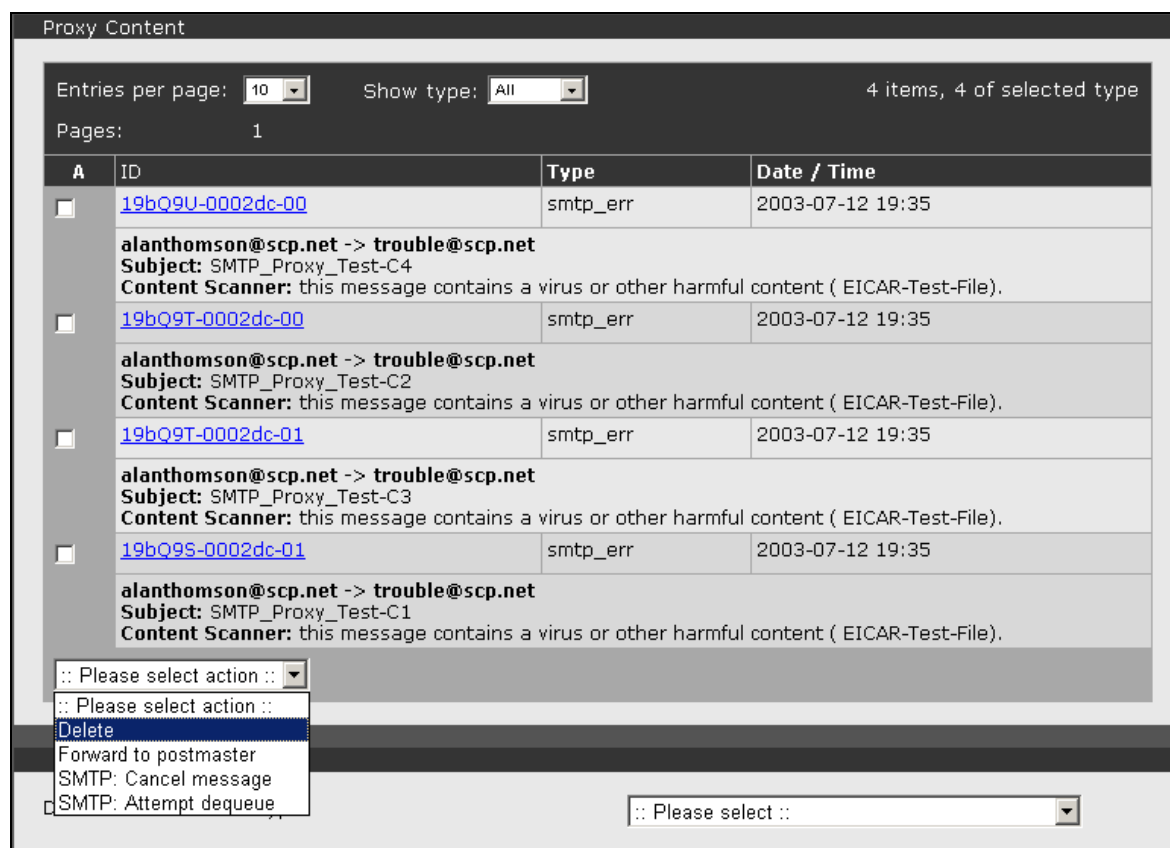 Proxy Content
Entries per page: 10 Show type: All 4 items, 4 of selected type
Pages: 1
A ID Type Date / Time
19bQ9U-0002dc-00 smtp_err 2003-07-12 19:35
alanthomson@scp.net -> trouble@scp.net
Subject: SMTP_Proxy_Test-C4
Content Scanner: this message contains a virus or other harmful content ( EICAR-Test-File).
19bQ9T-0002dc-00 smtp_err 2003-07-12 19:35
alanthomson@scp.net -> trouble@scp.net
Subject: SMTP_Proxy_Test-C2
Content Scanner: this message contains a virus or other harmful content ( EICAR-Test-File).
19bQ9T-0002dc-01 smtp_err 2003-07-12 19:35
alanthomson@scp.net -> trouble@scp.net
Subject: SMTP_Proxy_Test-C3
Content Scanner: this message contains a virus or other harmful content ( EICAR-Test-File).
19bQ9S-0002dc-01 smtp_err 2003-07-12 19:35
alanthomson@scp.net -> trouble@scp.net
Subject: SMTP_Proxy_Test-C1
Content Scanner: this message contains a virus or other harmful content ( EICAR-Test-File).
:: Please select action ::
:: Please select action ::
Delete
Forward to postmaster
SMTP: Cancel message
SMTP: Attempt dequeue
:: Please select ::